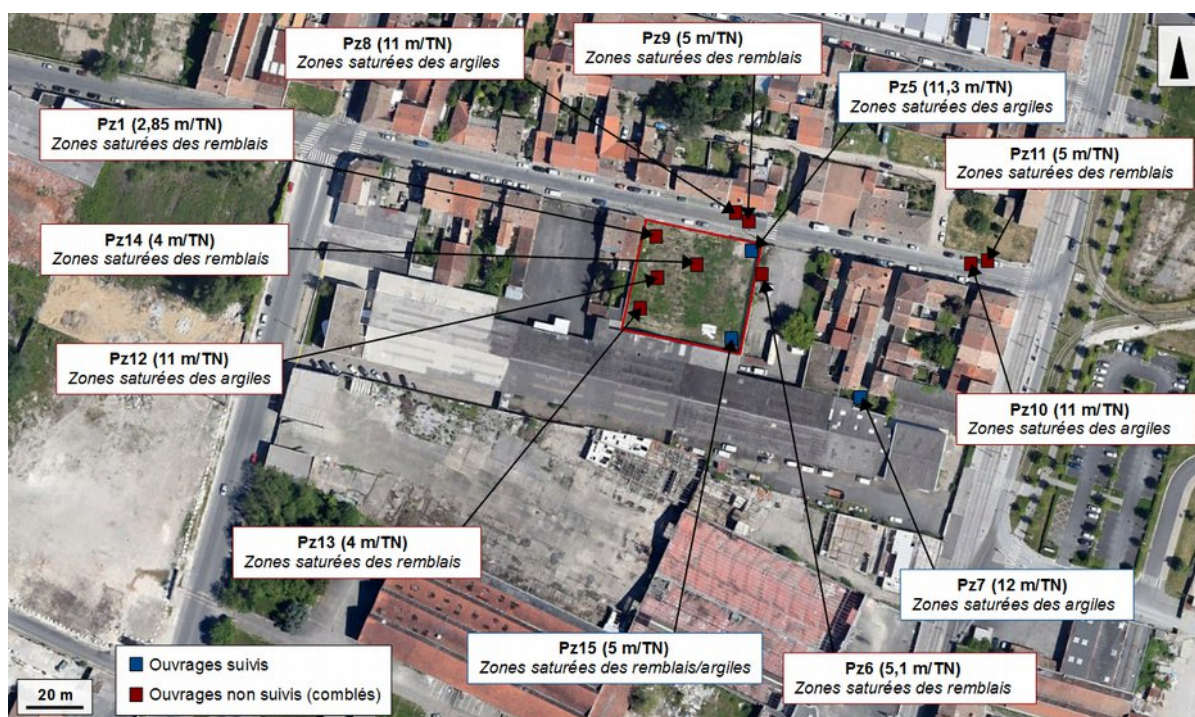 Pz8 (11 m/TN)
Zones saturées des argiles
Pz9 (5 m/TN)
Zones saturées des remblais
Pz5 (11,3 m/TN)
Zones saturées des argiles
Pz1 (2,85 m/TN)
Zones saturées des remblais
Pz11 (5 m/TN)
Zones saturées des remblais
Pz14 (4 m/TN)
Zones saturées des remblais
Pz12 (11 m/TN)
Zones saturées des argiles
Pz10 (11 m/TN)
Zones saturées des argiles
Pz13 (4 m/TN)
Zones saturées des remblais
Pz7 (12 m/TN)
Zones saturées des argiles
Pz15 (5 m/TN)
Zones saturées des remblais/argiles
Pz6 (5,1 m/TN)
Zones saturées des remblais
Ouvrages suivis
Ouvrages non suivis (comblés)
20 m